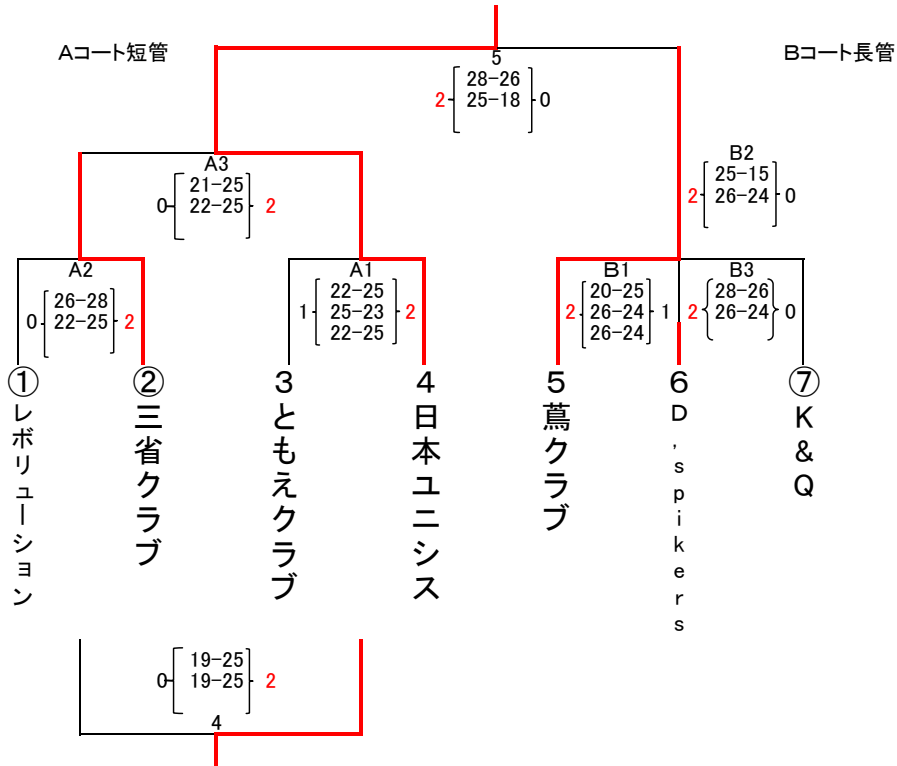 Aコート短管
Bコート長管
5
28-26
2 25-18 0
A3
21-25
0 22-25 2
B2
25-15
2 26-24 0
A2
26-28
0 22-25 2
A1
22-25
1 25-23 2
22-25
B1
20-25
2 26-24 1
26-24
B3
28-26
2 26-24 0
①レボリューション
②三省クラブ
3ともえクラブ
4日本ユニシス
5蔦クラブ
6D,spikers
⑦K&Q
19-25
0 19-25 2
4